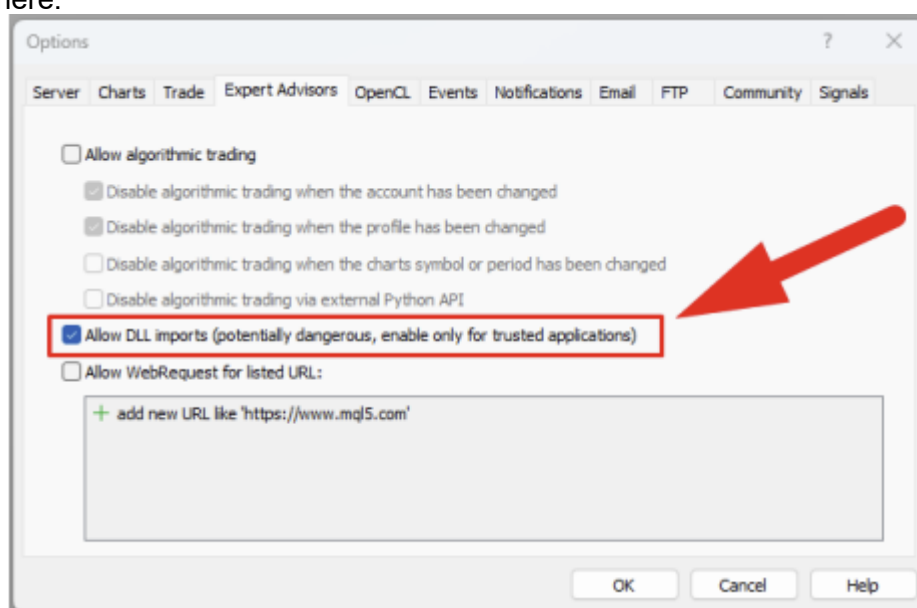 here.
Options
Server Charts Trade Expert Advisors OpenCL Events Notifications Email FTP Community Signals
Allow algorithmic trading
Disable algorithmic trading when the account has been changed
Disable algorithmic trading when the profile has been changed
Disable algorithmic trading when the charts symbol or period has been changed
Disable algorithmic trading via external Python API
Allow DLL imports (potentially dangerous, enable only for trusted applications)
Allow WebRequest for listed URL:
add new URL like 'https://www.mql5.com'
OK Cancel Help